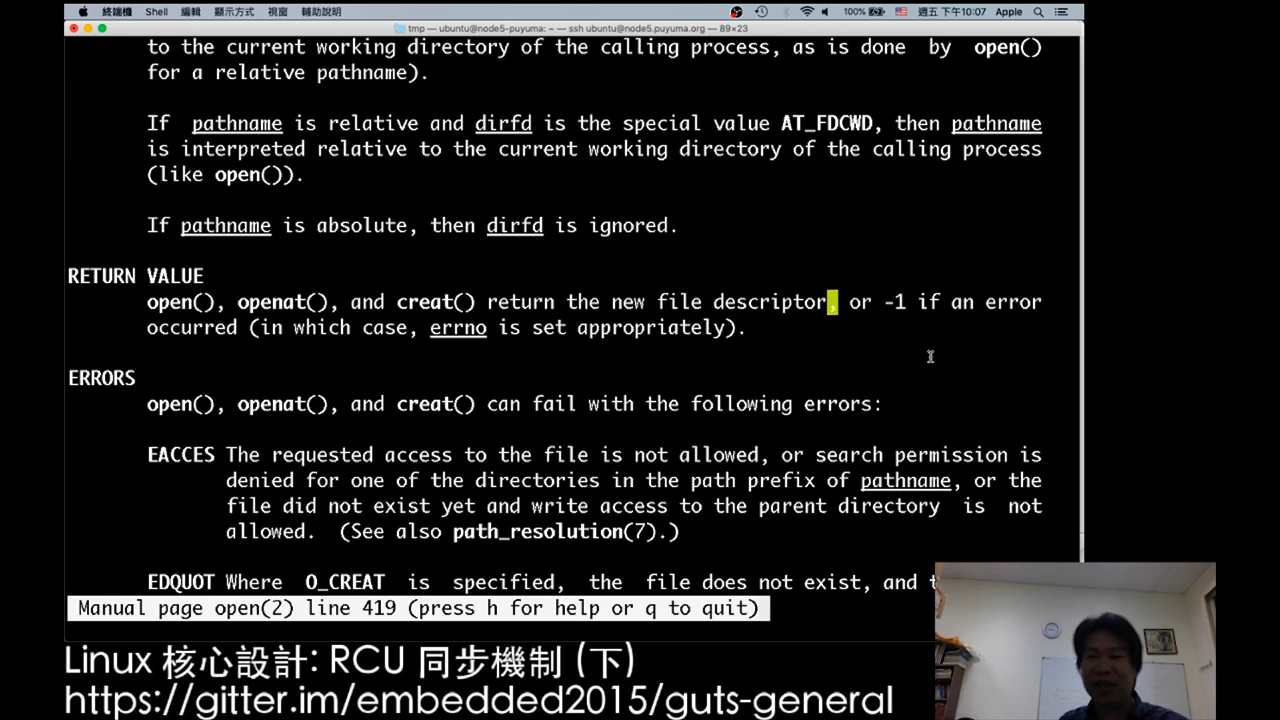 終端機 Shell 編輯 顯示方式 視窗 輔助說明 100% 週五 下午10:07 Apple
tmp — ubuntu@node5-puyuma: ~ — ssh ubuntu@node5.puyuma.org — 89×23
to the current working directory of the calling process, as is done by open()
for a relative pathname).
If pathname is relative and dirfd is the special value AT_FDCWD, then pathname
is interpreted relative to the current working directory of the calling process
(like open()).
If pathname is absolute, then dirfd is ignored.
RETURN VALUE
open(), openat(), and creat() return the new file descriptor, or -1 if an error
occurred (in which case, errno is set appropriately).
ERRORS
open(), openat(), and creat() can fail with the following errors:
EACCES The requested access to the file is not allowed, or search permission is
denied for one of the directories in the path prefix of pathname, or the
file did not exist yet and write access to the parent directory is not
allowed. (See also path_resolution(7).)
EDQUOT Where O_CREAT is specified, the file does not exist, and
Manual page open(2) line 419 (press h for help or q to quit)
Linux 核心設計: RCU 同步機制 (下)
https://gitter.im/embedded2015/guts-general